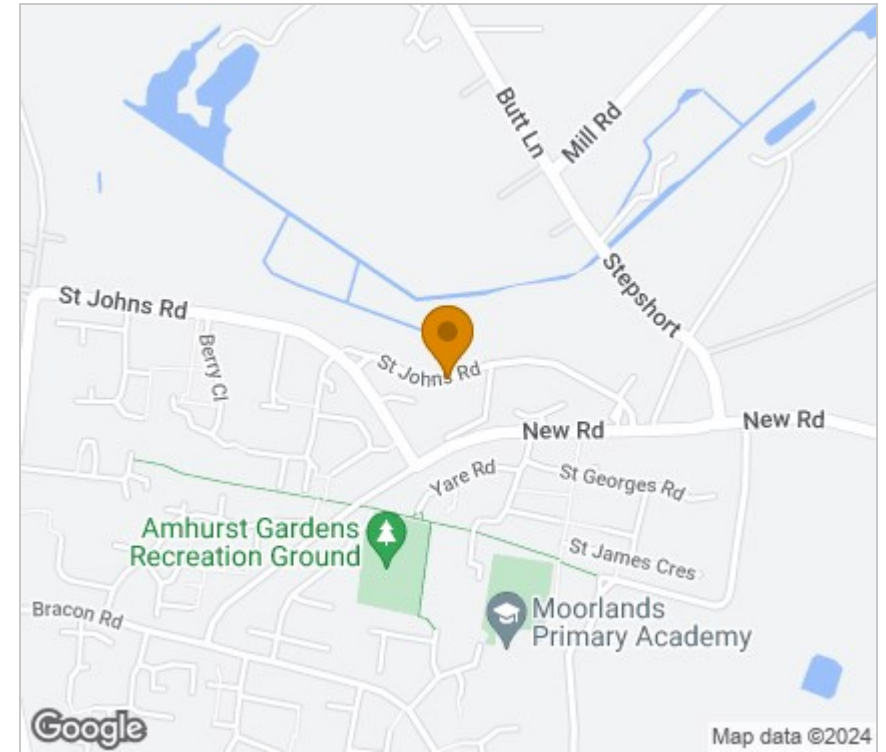 Butt Ln
Mill Rd
Stepshort
St Johns Rd
Berry Cl
St Johns Rd
New Rd
New Rd
Yare Rd
St Georges Rd
Amhurst Gardens
Recreation Ground
St James Cres
Moorlands
Primary Academy
Bracon Rd
Google
Map data ©2024